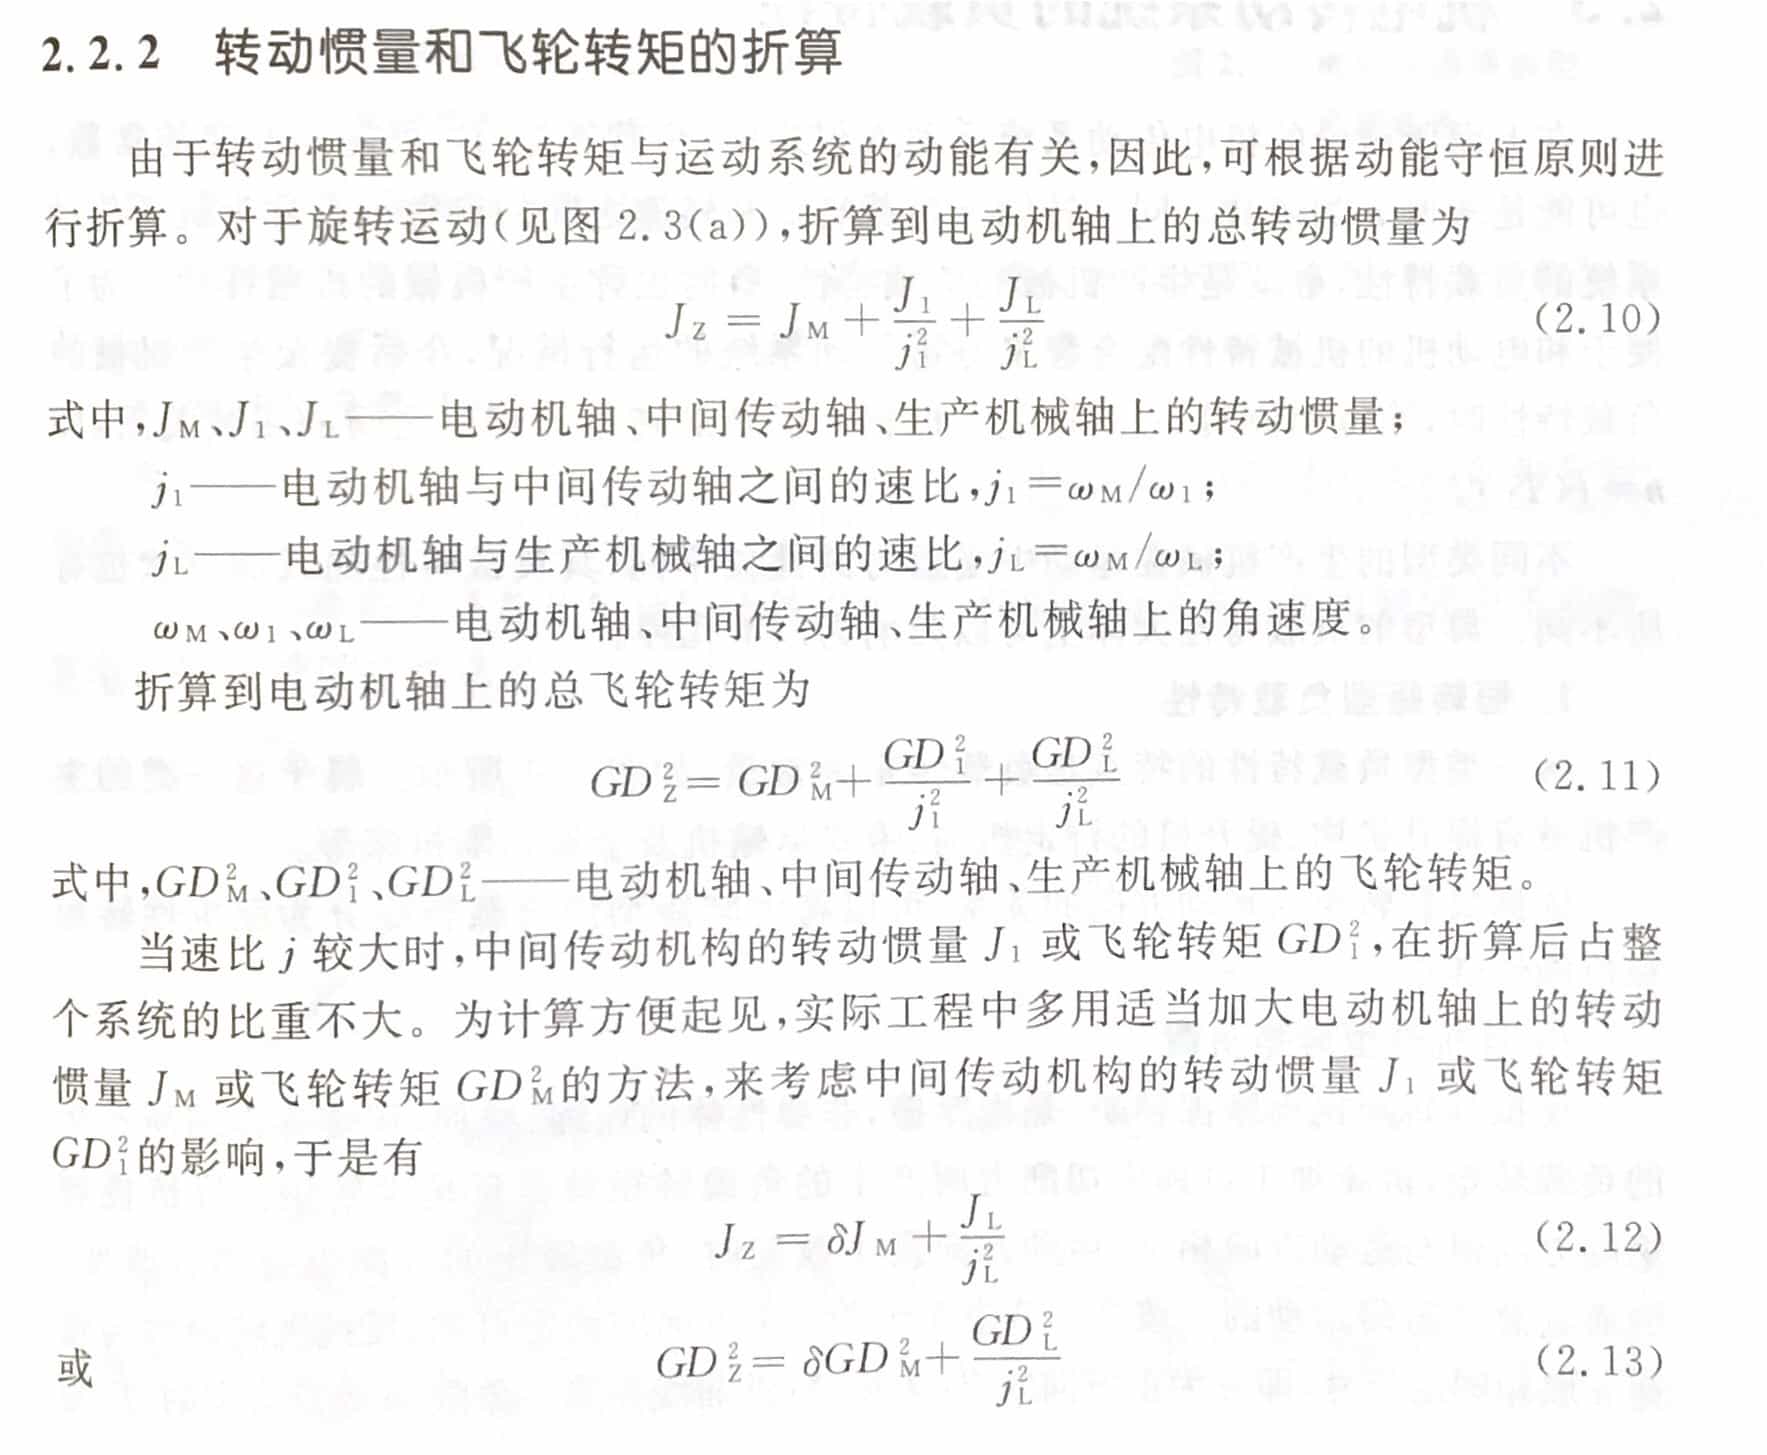 2.2.2 转动惯量和飞轮转矩的折算
由于转动惯量和飞轮转矩与运动系统的动能有关,因此,可根据动能守恒原则进
行折算。对于旋转运动(见图 2.3(a)),折算到电动机轴上的总转动惯量为
J_Z = J_M + J_1/j_1^2 + J_L/j_L^2 (2.10)
式中,J_M、J_1、J_L——电动机轴、中间传动轴、生产机械轴上的转动惯量;
j_1——电动机轴与中间传动轴之间的速比,j_1=ω_M/ω_1;
j_L——电动机轴与生产机械轴之间的速比,j_L=ω_M/ω_L;
ω_M、ω_1、ω_L——电动机轴、中间传动轴、生产机械轴上的角速度。
折算到电动机轴上的总飞轮转矩为
GD_Z^2 = GD_M^2 + GD_1^2/j_1^2 + GD_L^2/j_L^2 (2.11)
式中,GD_M^2、GD_1^2、GD_L^2——电动机轴、中间传动轴、生产机械轴上的飞轮转矩。
当速比 j 较大时,中间传动机构的转动惯量 J_1 或飞轮转矩 GD_1^2,在折算后占整
个系统的比重不大。为计算方便起见,实际工程中多用适当加大电动机轴上的转动
惯量 J_M 或飞轮转矩 GD_M^2 的方法,来考虑中间传动机构的转动惯量 J_1 或飞轮转矩
GD_1^2 的影响,于是有
J_Z = δJ_M + J_L/j_L^2 (2.12)
或 GD_Z^2 = δGD_M^2 + GD_L^2/j_L^2 (2.13)